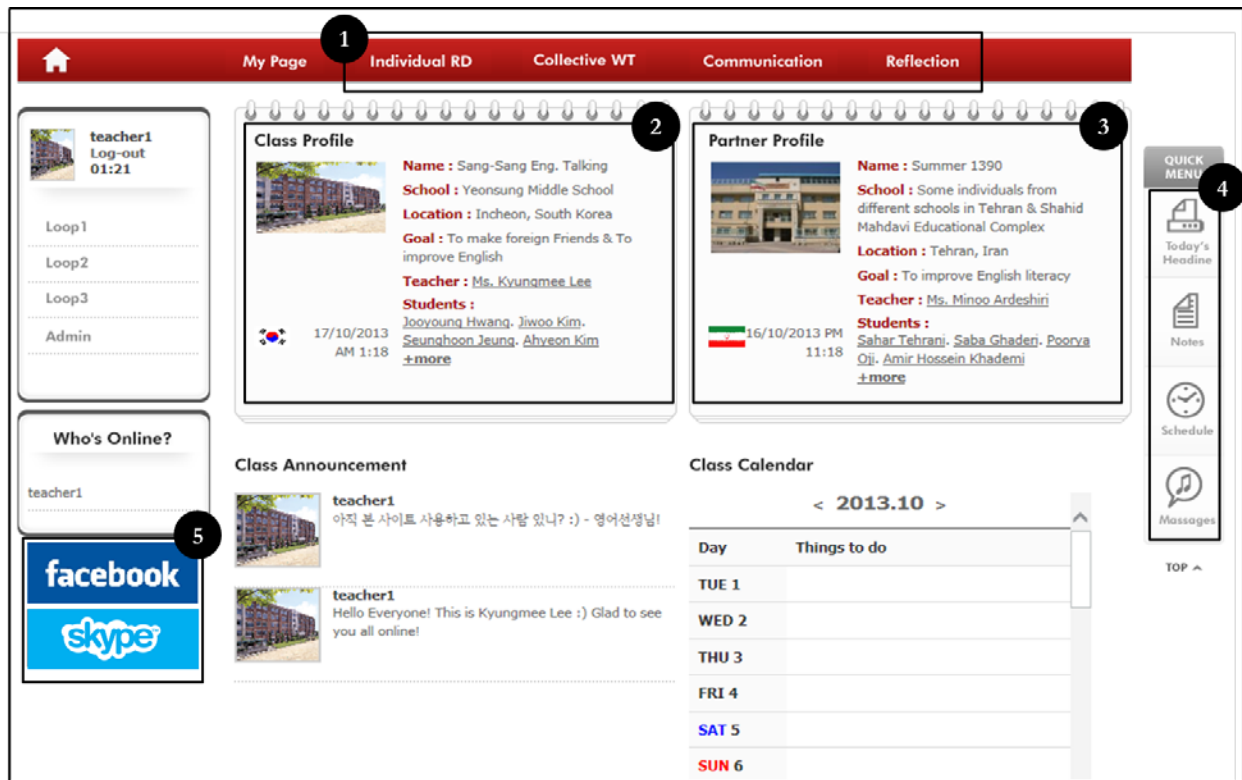 1
My Page Individual RD Collective WT Communication Reflection
teacher1
Log-out
01:21
Loop1
Loop2
Loop3
Admin
Who's Online?
teacher1
5
facebook
skype
2
Class Profile
Name : Sang-Sang Eng. Talking
School : Yeonsung Middle School
Location : Incheon, South Korea
Goal : To make foreign Friends & To
improve English
Teacher : Ms. Kyungmee Lee
Students :
Jooyoung Hwang. Jiwoo Kim.
Seunghoon Jeung. Ahyeon Kim
+more
17/10/2013
AM 1:18
3
Partner Profile
Name : Summer 1390
School : Some individuals from
different schools in Tehran & Shahid
Mahdavi Educational Complex
Location : Tehran, Iran
Goal : To improve English literacy
Teacher : Ms. Minoo Ardeshiri
Students :
Sahar Tehrani. Saba Ghaderi. Poorya
Oji. Amir Hossein Khademi
+more
16/10/2013 PM
11:18
Class Announcement
teacher1
아직 본 사이트 사용하고 있는 사람 있니? :) - 영어선생님!
teacher1
Hello Everyone! This is Kyungmee Lee :) Glad to see
you all online!
Class Calendar
< 2013.10 >
Day Things to do
TUE 1
WED 2
THU 3
FRI 4
SAT 5
SUN 6
QUICK
MENU
4
Today's
Headine
Notes
Schedule
Massages
TOP